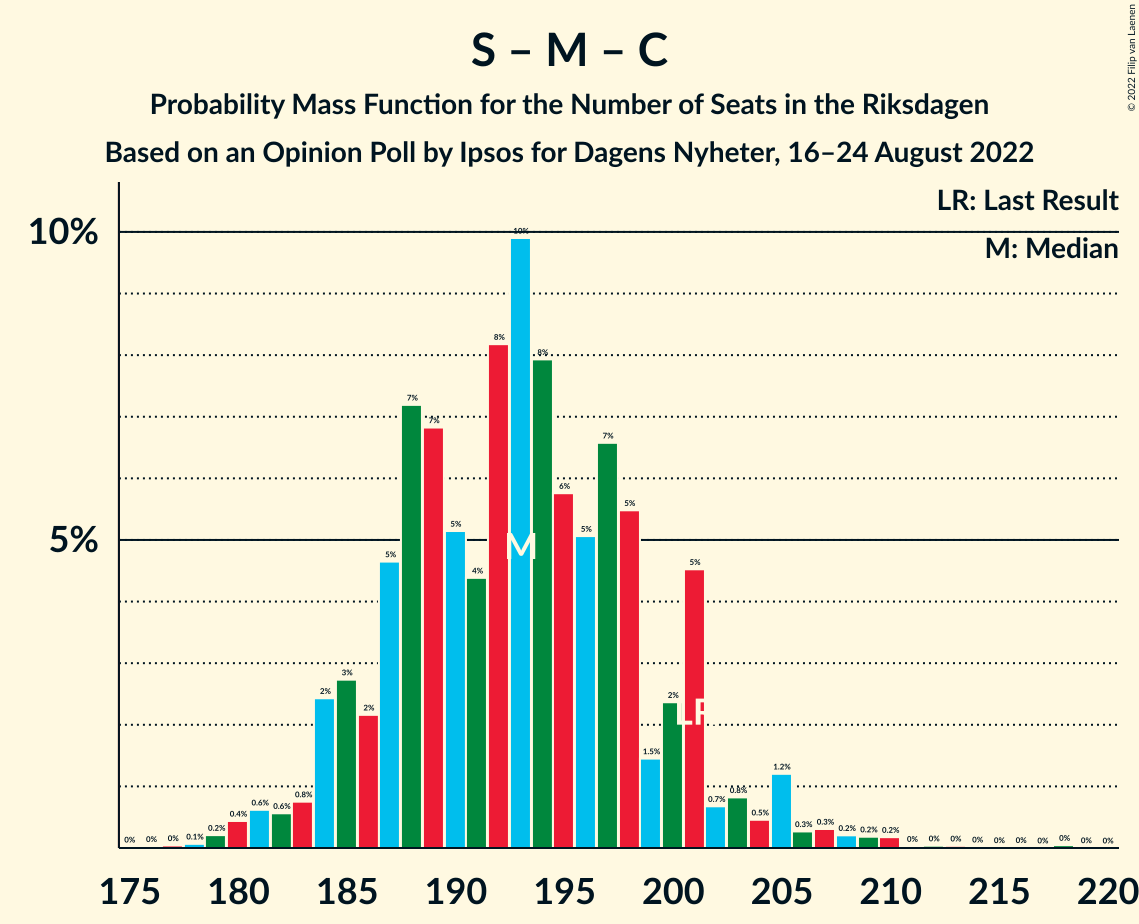 © 2022 Filip van Laenen
S – M – C
Probability Mass Function for the Number of Seats in the Riksdagen
Based on an Opinion Poll by Ipsos for Dagens Nyheter, 16–24 August 2022
LR: Last Result
M: Median
10%
5%
0% 0% 0% 0.1% 0.2% 0.4% 0.6% 0.6% 0.8% 2% 3% 2% 5% 7% 7% 5% 4% 8% 10% 8% 6% 5% 7% 5% 1.5% 2% 5% 0.7% 0.8% 0.5% 1.2% 0.3% 0.3% 0.2% 0.2% 0.2% 0% 0% 0% 0% 0% 0% 0% 0% 0% 0%
M
LR
175 180 185 190 195 200 205 210 215 220